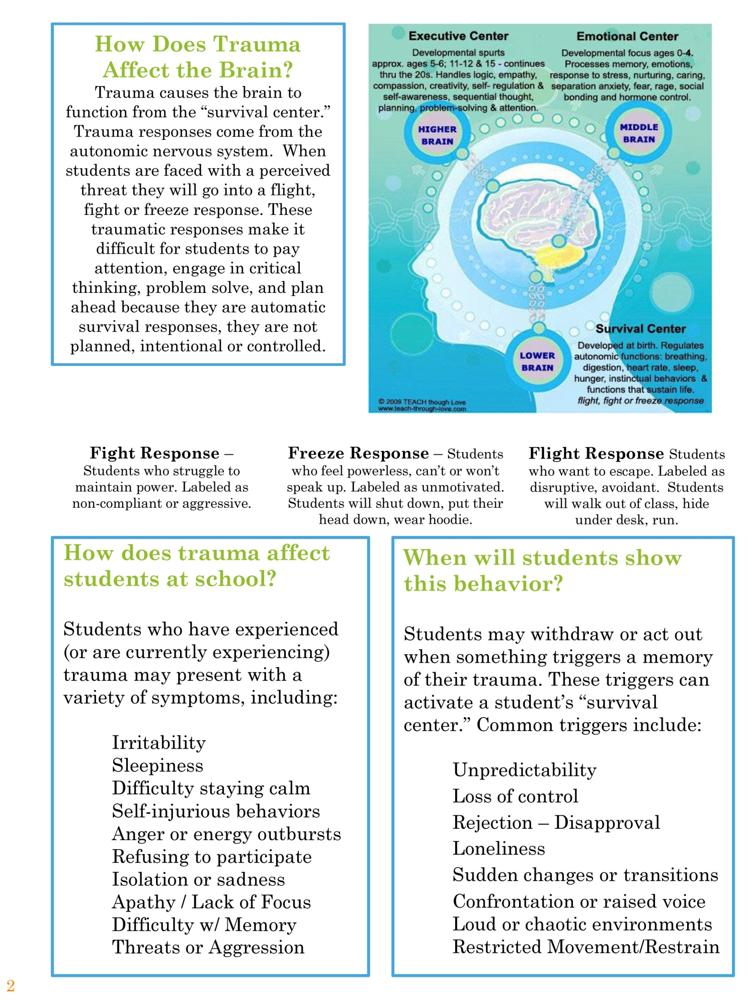 How Does Trauma
Affect the Brain?
Trauma causes the brain to
function from the “survival center.”
Trauma responses come from the
autonomic nervous system.  When
students are faced with a perceived
threat they will go into a flight,
fight or freeze response. These
traumatic responses make it
difficult for students to pay
attention, engage in critical
thinking, problem solve, and plan
ahead because they are automatic
survival responses, they are not
planned, intentional or controlled.
Executive Center
Developmental spurts
approx. ages 5-6; 11-12 & 15 - continues
thru the 20s. Handles logic, empathy,
compassion, creativity, self- regulation &
self-awareness, sequential thought,
planning, problem-solving & attention.
Emotional Center
Developmental focus ages 0-4.
Processes memory, emotions,
response to stress, nurturing, caring,
separation anxiety, fear, rage, social
bonding and hormone control.
HIGHER
BRAIN
MIDDLE
BRAIN
LOWER
BRAIN
Survival Center
Developed at birth. Regulates
autonomic functions: breathing,
digestion, heart rate, sleep,
hunger, instinctual behaviors &
functions that sustain life.
flight, fight or freeze response
© 2009 TEACH though Love
www.teach-through-love.com
Fight Response –
Students who struggle to
maintain power. Labeled as
non-compliant or aggressive.
Freeze Response – Students
who feel powerless, can’t or won’t
speak up. Labeled as unmotivated.
Students will shut down, put their
head down, wear hoodie.
Flight Response Students
who want to escape. Labeled as
disruptive, avoidant.  Students
will walk out of class, hide
under desk, run.
How does trauma affect
students at school?
Students who have experienced
(or are currently experiencing)
trauma may present with a
variety of symptoms, including:
Irritability
Sleepiness
Difficulty staying calm
Self-injurious behaviors
Anger or energy outbursts
Refusing to participate
Isolation or sadness
Apathy / Lack of Focus
Difficulty w/ Memory
Threats or Aggression
When will students show
this behavior?
Students may withdraw or act out
when something triggers a memory
of their trauma. These triggers can
activate a student’s “survival
center.” Common triggers include:
Unpredictability
Loss of control
Rejection – Disapproval
Loneliness
Sudden changes or transitions
Confrontation or raised voice
Loud or chaotic environments
Restricted Movement/Restrain
2